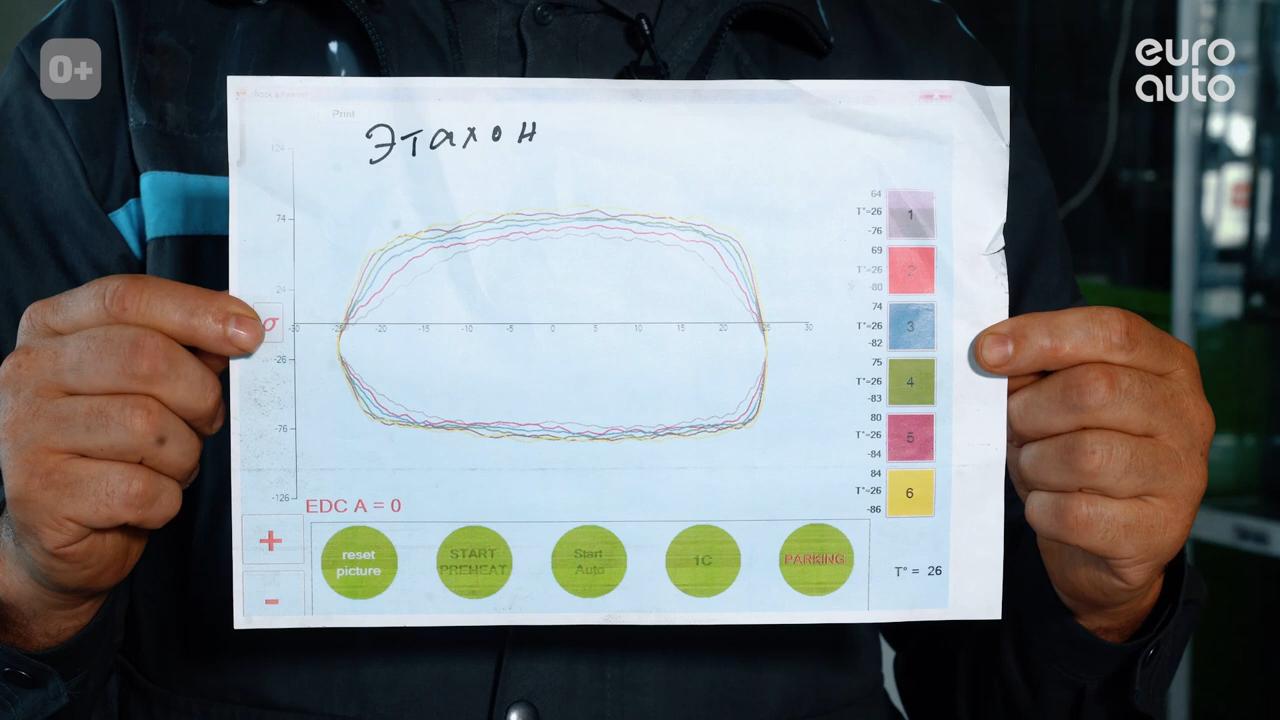 0+
euro
auto
Print
Эталон
124
74
24
-26
-76
-126
-30 -25 -20 -15 -10 -5 0 5 10 15 20 25 30
σ
64
T°=26
-76
1
69
T°=26
-80
2
74
T°=26
-82
3
75
T°=26
-83
4
80
T°=26
-84
5
84
T°=26
-86
6
EDC A = 0
+
-
reset
picture
START
PREHEAT
Start
Auto
1C
PARKING
T° = 26